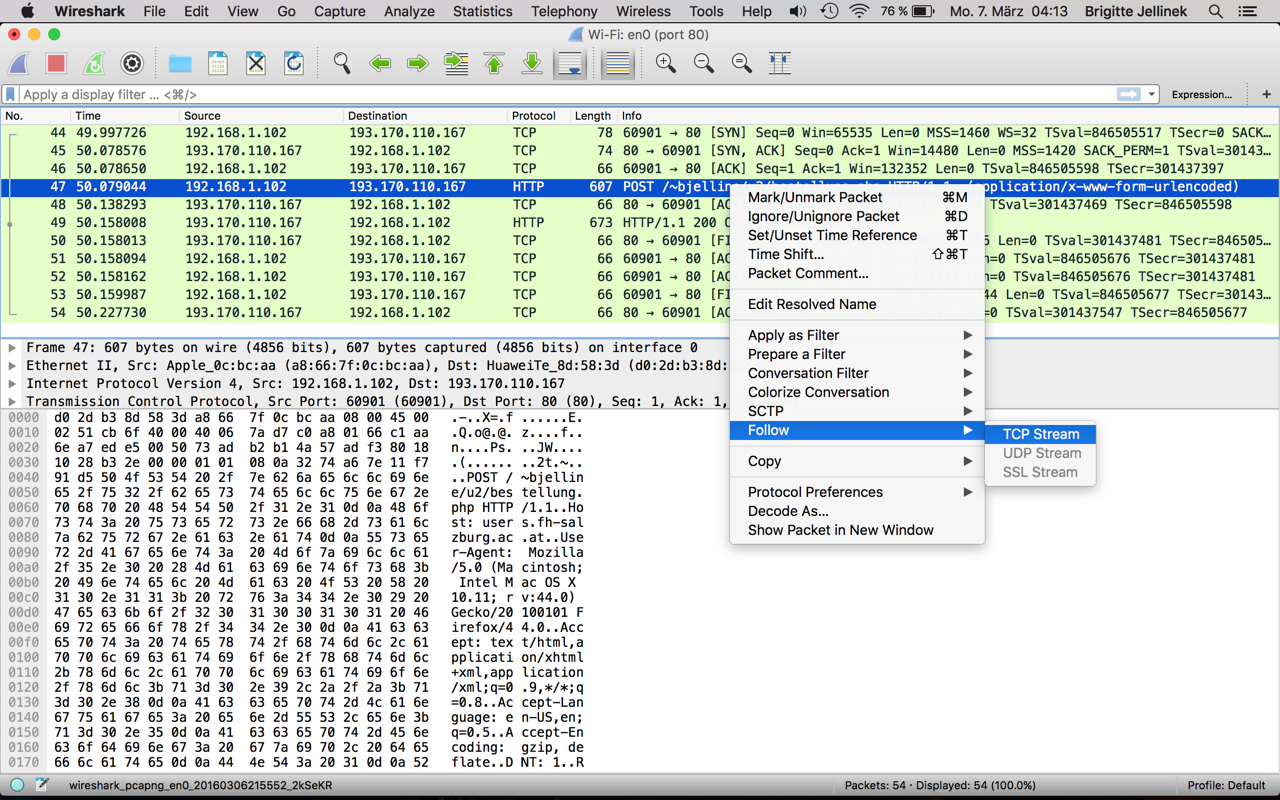 Wireshark File Edit View Go Capture Analyze Statistics Telephony Wireless Tools Help 76 % Mo. 7. März 04:13 Brigitte Jellinek
Wi-Fi: en0 (port 80)
Apply a display filter ... <⌘/> Expression... +
No. Time Source Destination Protocol Length Info
44 49.997726 192.168.1.102 193.170.110.167 TCP 78 60901 → 80 [SYN] Seq=0 Win=65535 Len=0 MSS=1460 WS=32 TSval=846505517 TSecr=0 SACK…
45 50.078576 193.170.110.167 192.168.1.102 TCP 74 80 → 60901 [SYN, ACK] Seq=0 Ack=1 Win=14480 Len=0 MSS=1420 SACK_PERM=1 TSval=30143…
46 50.078650 192.168.1.102 193.170.110.167 TCP 66 60901 → 80 [ACK] Seq=1 Ack=1 Win=132352 Len=0 TSval=846505598 TSecr=301437397
47 50.079044 192.168.1.102 193.170.110.167 HTTP 607 POST /~bjelling/u2/bestellung.php HTTP/1.1 (application/x-www-form-urlencoded)
48 50.138293 193.170.110.167 192.168.1.102 TCP 66 80 → 60901 [AC TSval=301437469 TSecr=846505598
49 50.158008 193.170.110.167 192.168.1.102 HTTP 673 HTTP/1.1 200 O
50 50.158013 193.170.110.167 192.168.1.102 TCP 66 80 → 60901 [FI 6 Len=0 TSval=301437481 TSecr=846505…
51 50.158094 192.168.1.102 193.170.110.167 TCP 66 60901 → 80 [AC TSval=846505676 TSecr=301437481
52 50.158162 192.168.1.102 193.170.110.167 TCP 66 60901 → 80 [AC TSval=846505676 TSecr=301437481
53 50.159987 192.168.1.102 193.170.110.167 TCP 66 60901 → 80 [FI 44 Len=0 TSval=846505677 TSecr=30143…
54 50.227730 193.170.110.167 192.168.1.102 TCP 66 80 → 60901 [AC TSval=301437547 TSecr=846505677
Mark/Unmark Packet ⌘M
Ignore/Unignore Packet ⌘D
Set/Unset Time Reference ⌘T
Time Shift... ⇧⌘T
Packet Comment...
Edit Resolved Name
Apply as Filter
Prepare a Filter
Conversation Filter
Colorize Conversation
SCTP
Follow
TCP Stream
UDP Stream
SSL Stream
Copy
Protocol Preferences
Decode As...
Show Packet in New Window
Frame 47: 607 bytes on wire (4856 bits), 607 bytes captured (4856 bits) on interface 0
Ethernet II, Src: Apple_0c:bc:aa (a8:66:7f:0c:bc:aa), Dst: HuaweiTe_8d:58:3d (d0:2d:b3:8d:
Internet Protocol Version 4, Src: 192.168.1.102, Dst: 193.170.110.167
Transmission Control Protocol, Src Port: 60901 (60901), Dst Port: 80 (80), Seq: 1, Ack: 1,
0000 d0 2d b3 8d 58 3d a8 66 7f 0c bc aa 08 00 45 00 .-..X=.f ......E.
0010 02 51 cb 6f 40 00 40 06 7a d7 c0 a8 01 66 c1 aa .Q.o@.@. z....f..
0020 6e a7 ed e5 00 50 73 ad b2 b1 4a 57 ad f3 80 18 n....Ps. ..JW....
0030 10 28 b3 2e 00 00 01 01 08 0a 32 74 a6 7e 11 f7 .(...... ..2t.~..
0040 91 d5 50 4f 53 54 20 2f 7e 62 6a 65 6c 6c 69 6e ..POST / ~bjellin
0050 65 2f 75 32 2f 62 65 73 74 65 6c 6c 75 6e 67 2e e/u2/bes tellung.
0060 70 68 70 20 48 54 54 50 2f 31 2e 31 0d 0a 48 6f php HTTP /1.1..Ho
0070 73 74 3a 20 75 73 65 72 73 2e 66 68 2d 73 61 6c st: user s.fh-sal
0080 7a 62 75 72 67 2e 61 63 2e 61 74 0d 0a 55 73 65 zburg.ac .at..Use
0090 72 2d 41 67 65 6e 74 3a 20 4d 6f 7a 69 6c 6c 61 r-Agent: Mozilla
00a0 2f 35 2e 30 20 28 4d 61 63 69 6e 74 6f 73 68 3b /5.0 (Ma cintosh;
00b0 20 49 6e 74 65 6c 20 4d 61 63 20 4f 53 20 58 20 Intel M ac OS X
00c0 31 30 2e 31 31 3b 20 72 76 3a 34 34 2e 30 29 20 10.11; r v:44.0)
00d0 47 65 63 6b 6f 2f 32 30 31 30 30 31 30 31 20 46 Gecko/20 100101 F
00e0 69 72 65 66 6f 78 2f 34 34 2e 30 0d 0a 41 63 63 irefox/4 4.0..Acc
00f0 65 70 74 3a 20 74 65 78 74 2f 68 74 6d 6c 2c 61 ept: tex t/html,a
0100 70 70 6c 69 63 61 74 69 6f 6e 2f 78 68 74 6d 6c pplicati on/xhtml
0110 2b 78 6d 6c 2c 61 70 70 6c 69 63 61 74 69 6f 6e +xml,app lication
0120 2f 78 6d 6c 3b 71 3d 30 2e 39 2c 2a 2f 2a 3b 71 /xml;q=0 .9,*/*;q
0130 3d 30 2e 38 0d 0a 41 63 63 65 70 74 2d 4c 61 6e =0.8..Ac cept-Lan
0140 67 75 61 67 65 3a 20 65 6e 2d 55 53 2c 65 6e 3b guage: e n-US,en;
0150 71 3d 30 2e 35 0d 0a 41 63 63 65 70 74 2d 45 6e q=0.5..A ccept-En
0160 63 6f 64 69 6e 67 3a 20 67 7a 69 70 2c 20 64 65 coding: gzip, de
0170 66 6c 61 74 65 0d 0a 44 4e 54 3a 20 31 0d 0a 52 flate..D NT: 1..R
wireshark_pcapng_en0_20160306215552_2kSeKR Packets: 54 · Displayed: 54 (100.0%) Profile: Default